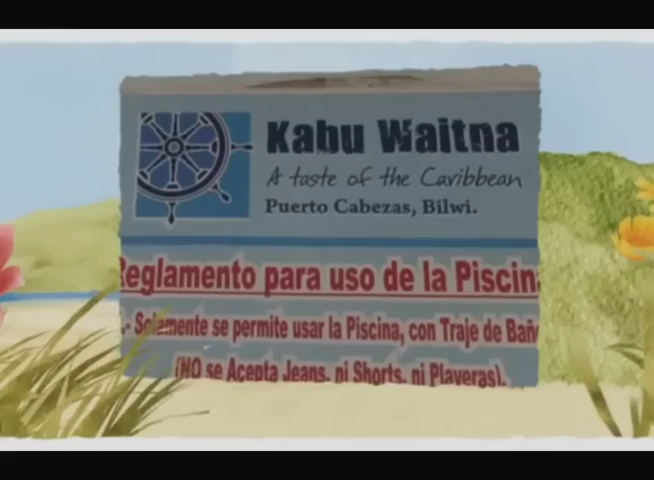 Kabu Waitna
A taste of the Caribbean
Puerto Cabezas, Bilwi.
Reglamento para uso de la Piscina
.- Solamente se permite usar la Piscina, con Traje de Bañ
(NO se Acepta Jeans, ni Shorts, ni Playeras).